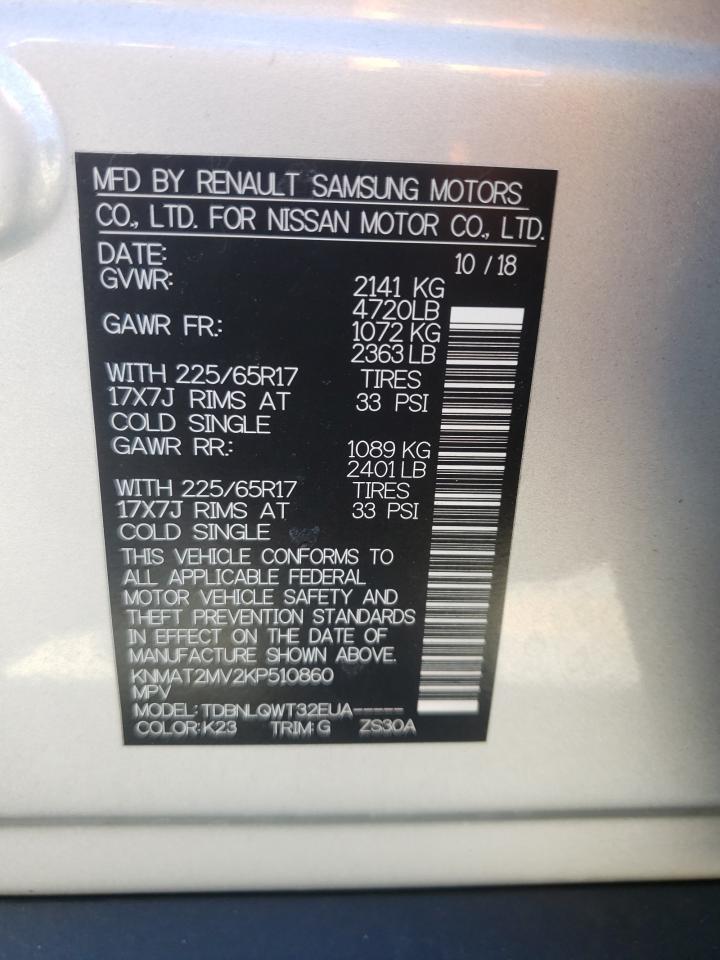 MFD BY RENAULT SAMSUNG MOTORS
CO., LTD. FOR NISSAN MOTOR CO., LTD.
DATE: 10 / 18
GVWR: 2141 KG
4720LB
GAWR FR.: 1072 KG
2363 LB
WITH 225/65R17 TIRES
17X7J RIMS AT 33 PSI
COLD SINGLE
GAWR RR.: 1089 KG
2401 LB
WITH 225/65R17 TIRES
17X7J RIMS AT 33 PSI
COLD SINGLE
THIS VEHICLE CONFORMS TO
ALL APPLICABLE FEDERAL
MOTOR VEHICLE SAFETY AND
THEFT PREVENTION STANDARDS
IN EFFECT ON THE DATE OF
MANUFACTURE SHOWN ABOVE.
KNMAT2MV2KP510860
MPV
MODEL: TDBNLQWT32EUA-----
COLOR:K23 TRIM:G ZS30A